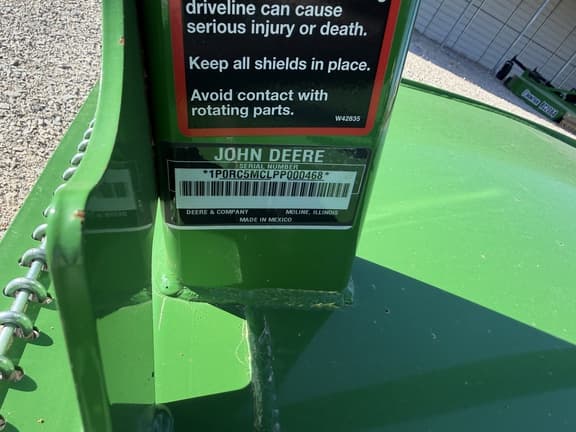 driveline can cause
serious injury or death.
Keep all shields in place.
Avoid contact with
rotating parts.
W42835
JOHN DEERE
SERIAL NUMBER
*1P0RC5MCLPP000468*
DEERE & COMPANY MOLINE, ILLINOIS
MADE IN MEXICO